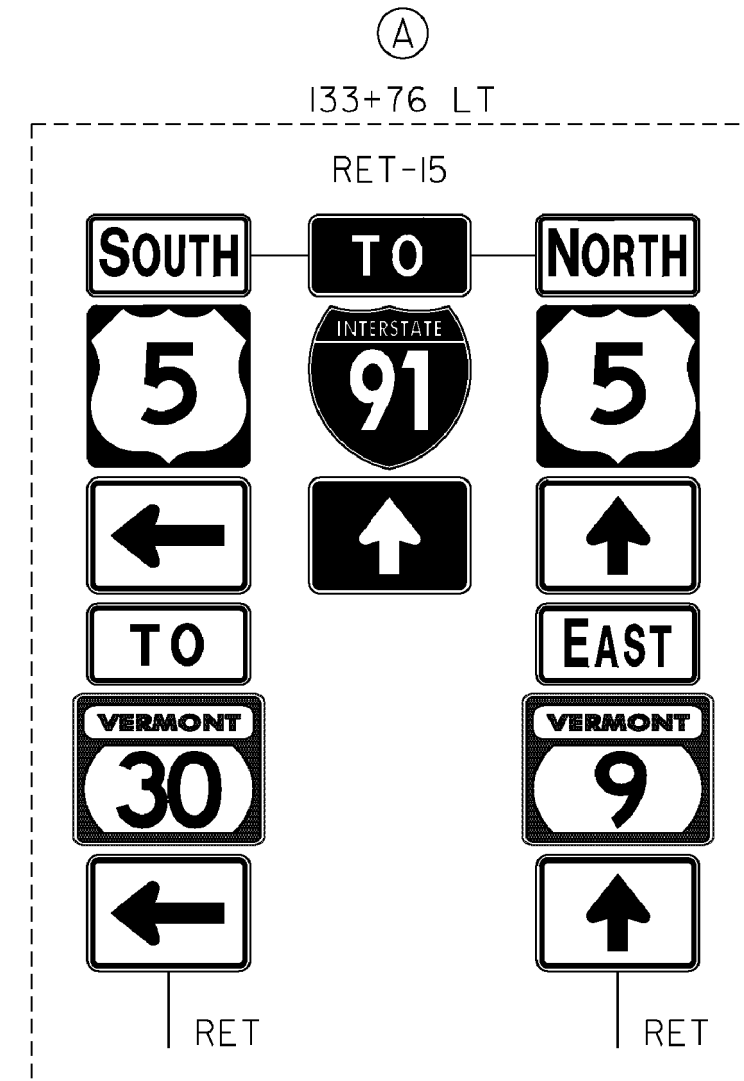 A
133+76 LT
RET-15
SOUTH TO NORTH
5 INTERSTATE 91 5
TO EAST
VERMONT VERMONT
30 9
RET RET